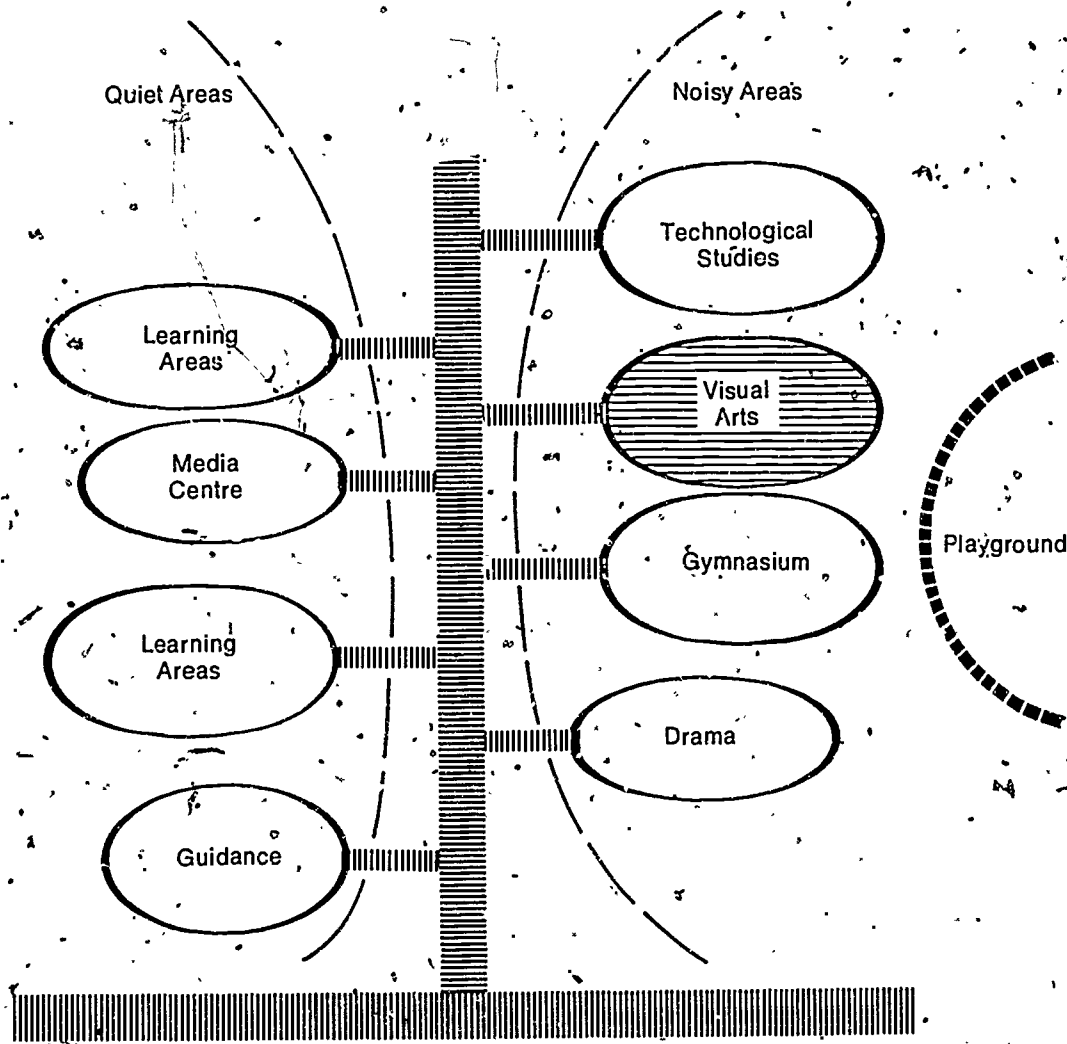 Quiet Areas
Noisy Areas
Technological
Studies
Learning
Areas
Visual
Arts
Media
Centre
Playground
Gymnasium
Learning
Areas
Drama
Guidance